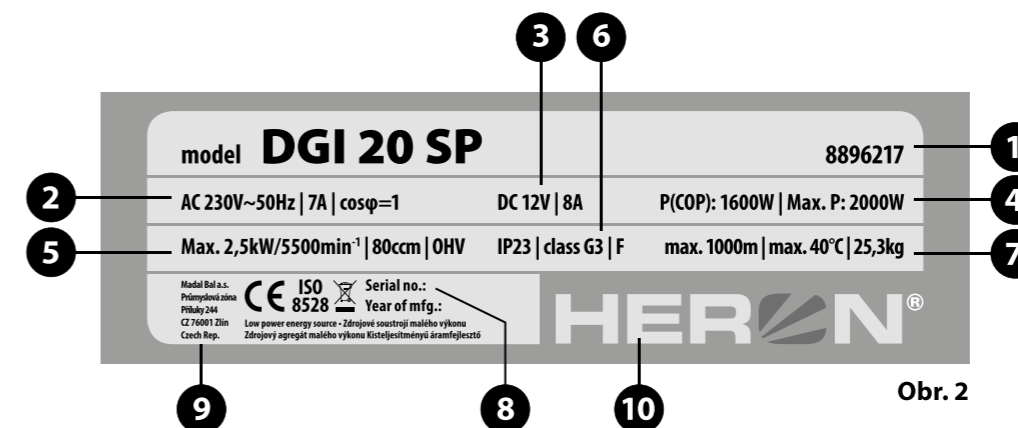 3 6
model DGI 20 SP 8896217 1
2 AC 230V~50Hz | 7A | cosφ=1 DC 12V | 8A P(COP): 1600W | Max. P: 2000W 4
5 Max. 2,5kW/5500min⁻¹ | 80ccm | OHV IP23 | class G3 | F max. 1000m | max. 40°C | 25,3kg 7
Madal Bal a.s.
Průmyslová zóna
Příluky 244
CZ 76001 Zlín
Czech Rep.
CE ISO 8528
Serial no.:
Year of mfg.:
Low power energy source • Zdrojové soustrojí malého výkonu
Zdrojový agregát malého výkonu Kisteljesítményű áramfejlesztő
HERON®
9 8 10
Obr. 2